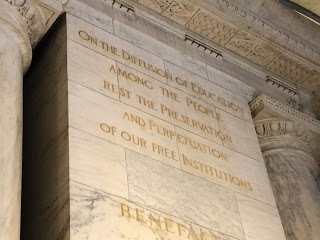 On the Diffusion of Education
Among the People
Rest the Preservation
and Perpetuation
of our Free Institutions